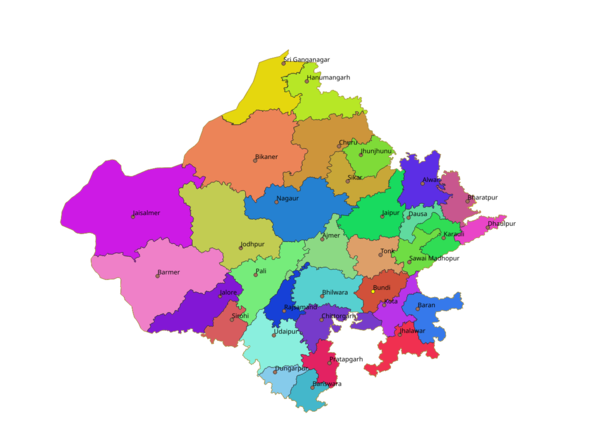 Sri Ganganagar
Hanumangarh
Churu
Jhunjhunu
Bikaner
Sikar
Alwar
Nagaur
Bharatpur
Jaisalmer
Jaipur
Dausa
Dhaulpur
Ajmer
Karauli
Jodhpur
Tonk
Sawai Madhopur
Barmer
Pali
Bundi
Jalore
Bhilwara
Kota
Baran
Rajsamand
Sirohi
Chittorgarh
Udaipur
Jhalawar
Pratapgarh
Dungarpur
Banswara